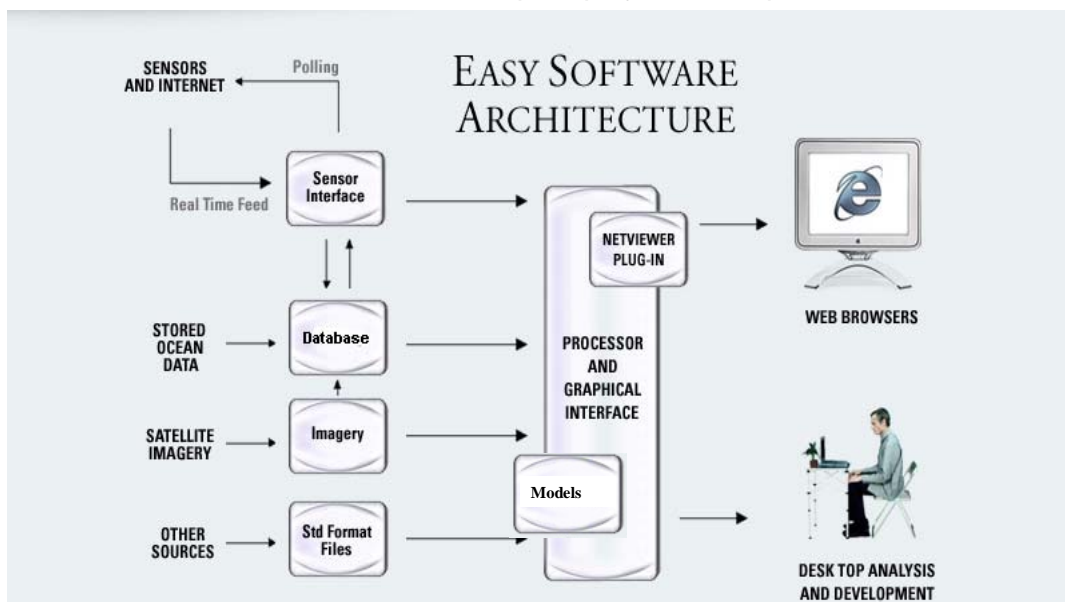 EASY SOFTWARE
ARCHITECTURE
SENSORS
AND INTERNET
Polling
Real Time Feed
Sensor
Interface
NETVIEWER
PLUG-IN
WEB BROWSERS
STORED
OCEAN
DATA
Database
PROCESSOR
AND
GRAPHICAL
INTERFACE
SATELLITE
IMAGERY
Imagery
Models
OTHER
SOURCES
Std Format
Files
DESK TOP ANALYSIS
AND DEVELOPMENT